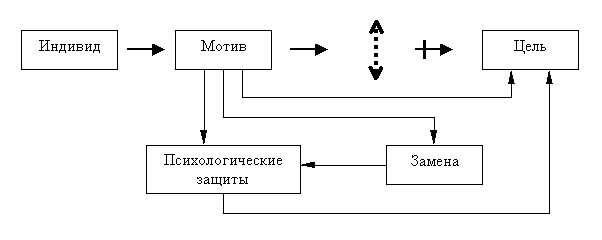 Индивид
Мотив
Цель
Психологические
защиты
Замена